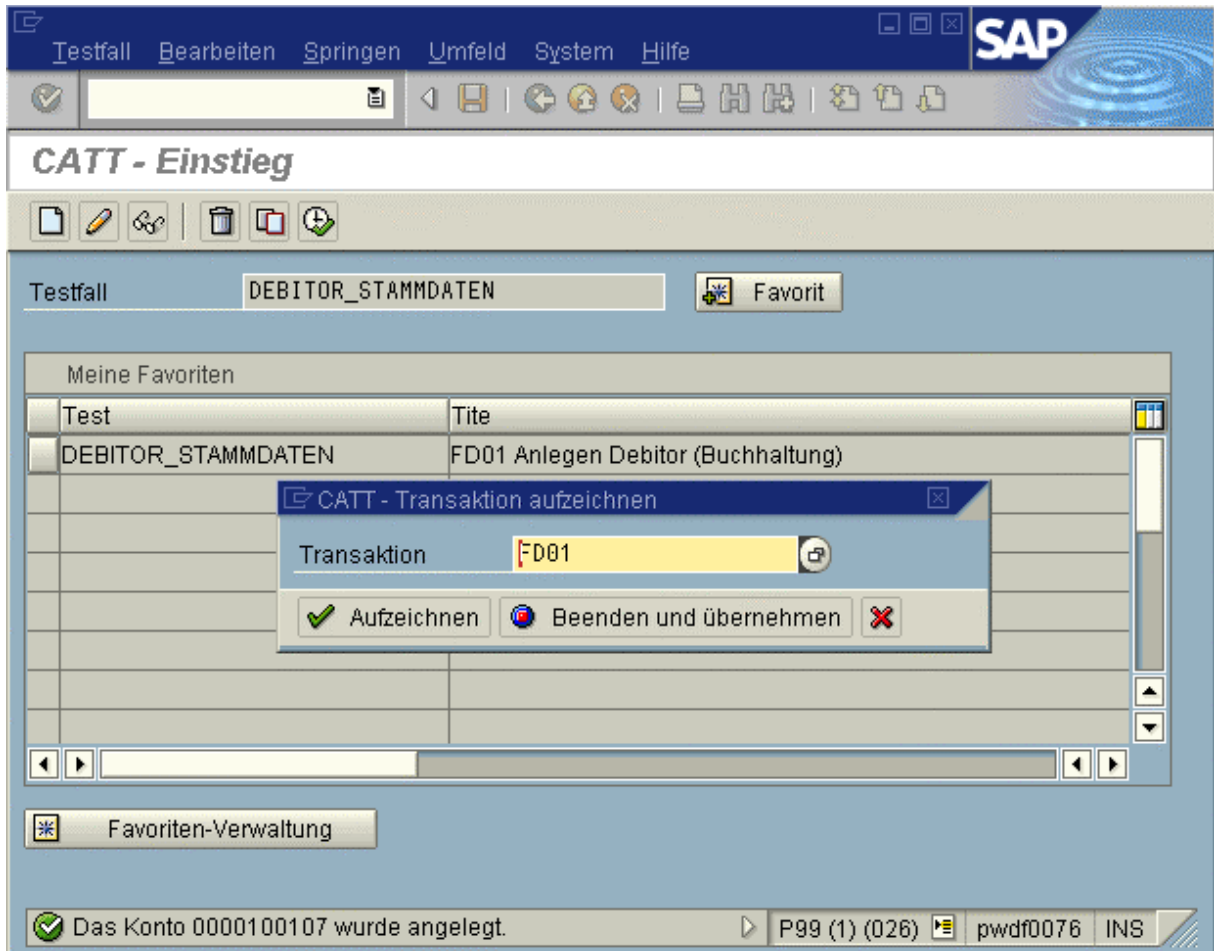 Testfall Bearbeiten Springen Umfeld System Hilfe
SAP
CATT - Einstieg
Testfall DEBITOR_STAMMDATEN Favorit
Meine Favoriten
Test Tite
DEBITOR_STAMMDATEN FD01 Anlegen Debitor (Buchhaltung)
CATT - Transaktion aufzeichnen
Transaktion FD01
Aufzeichnen Beenden und übernehmen
Favoriten-Verwaltung
Das Konto 0000100107 wurde angelegt. P99 (1) (026) pwdf0076 INS